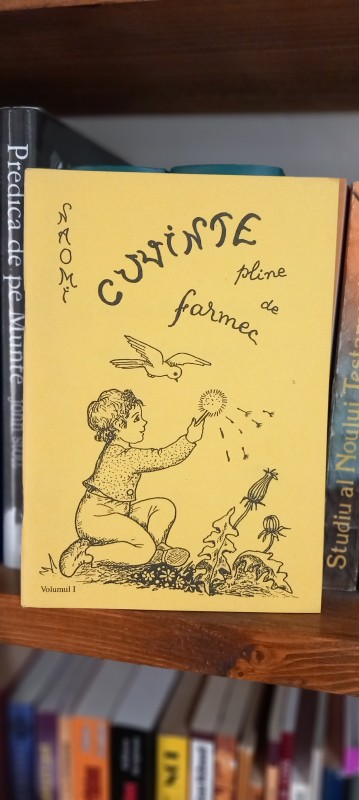 NAOMI
CUVINTE
pline
de
farmec
Volumul I
Predica de pe Munte
Studiu al Noului Testa